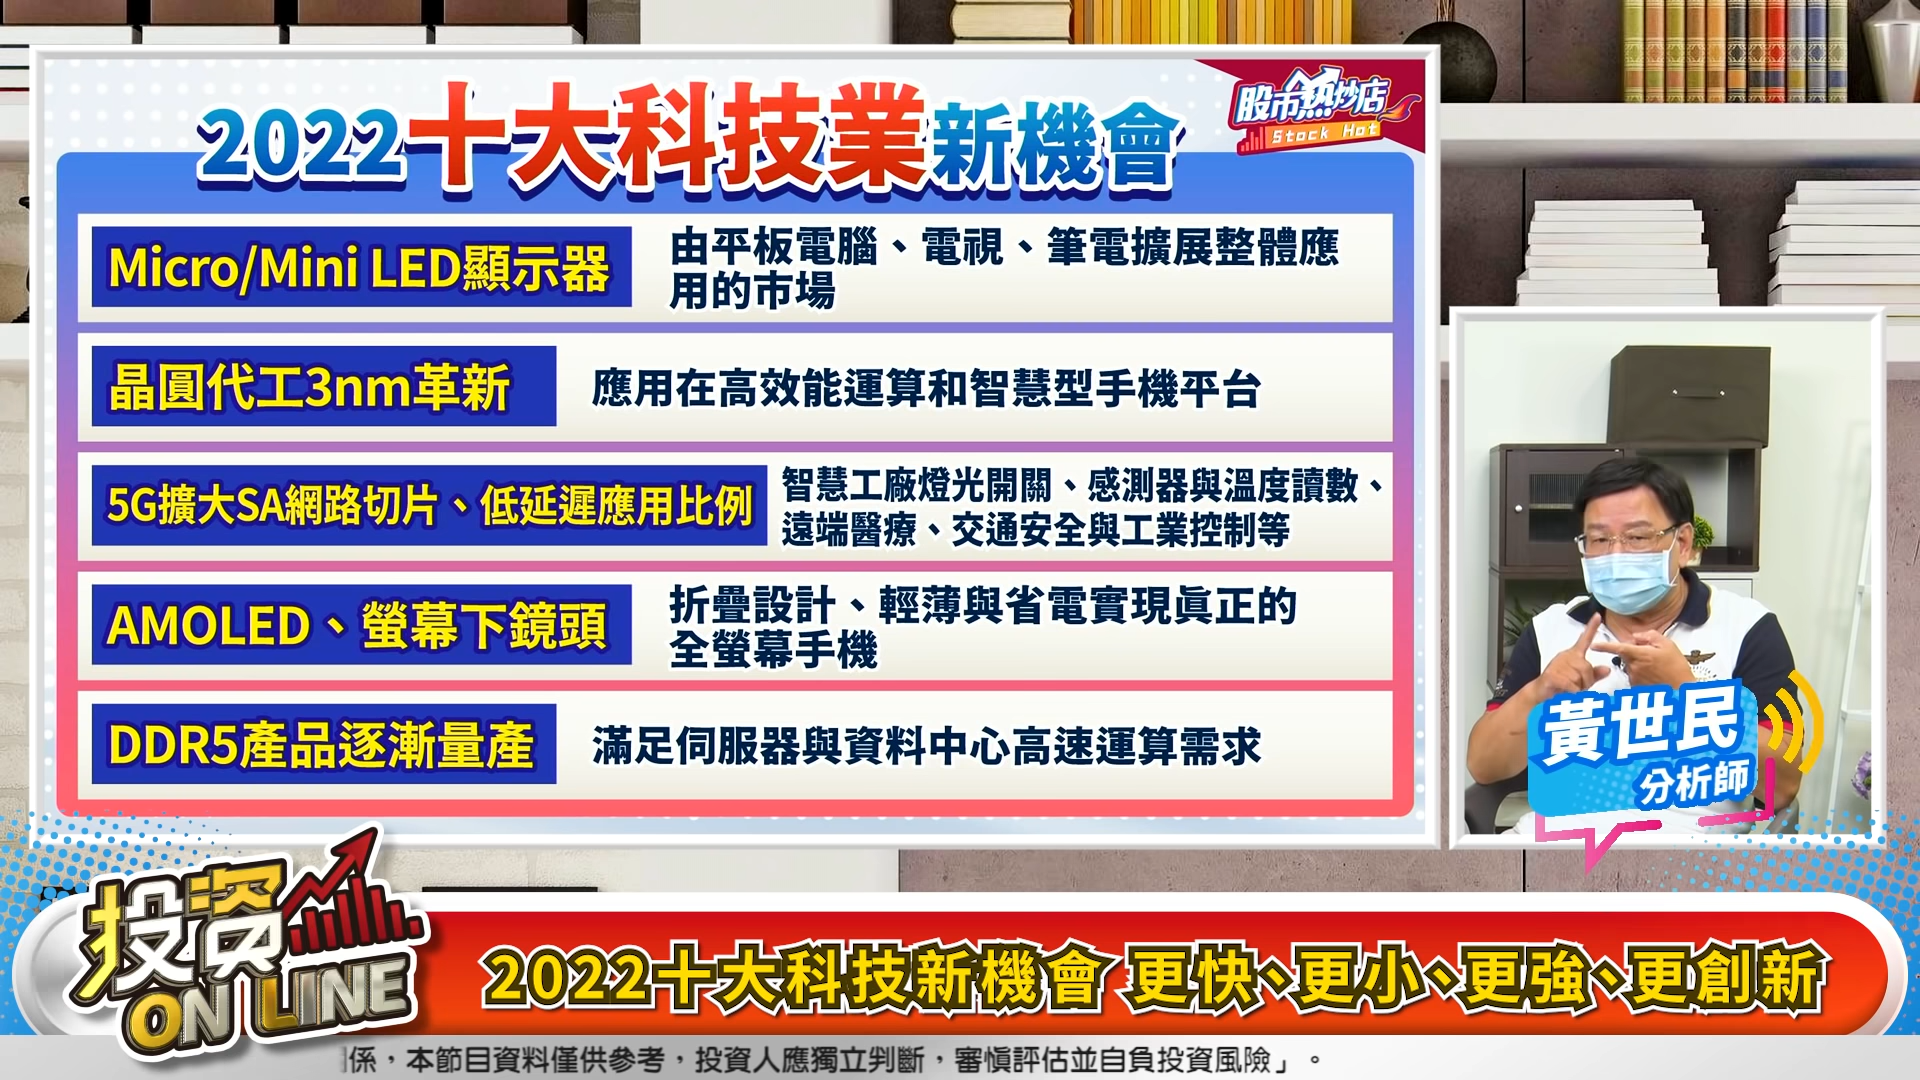 2022十大科技業新機會
股市熱炒店
Stock Hot
Micro/Mini LED顯示器
由平板電腦、電視、筆電擴展整體應
用的市場
晶圓代工3nm革新
應用在高效能運算和智慧型手機平台
5G擴大SA網路切片、低延遲應用比例
智慧工廠燈光開關、感測器與溫度讀數、
遠端醫療、交通安全與工業控制等
AMOLED、螢幕下鏡頭
折疊設計、輕薄與省電實現眞正的
全螢幕手機
DDR5產品逐漸量產
滿足伺服器與資料中心高速運算需求
黃世民
分析師
投資
ON LINE
2022十大科技新機會 更快、更小、更強、更創新
係，本節目資料僅供參考，投資人應獨立判斷，審慎評估並自負投資風險」。